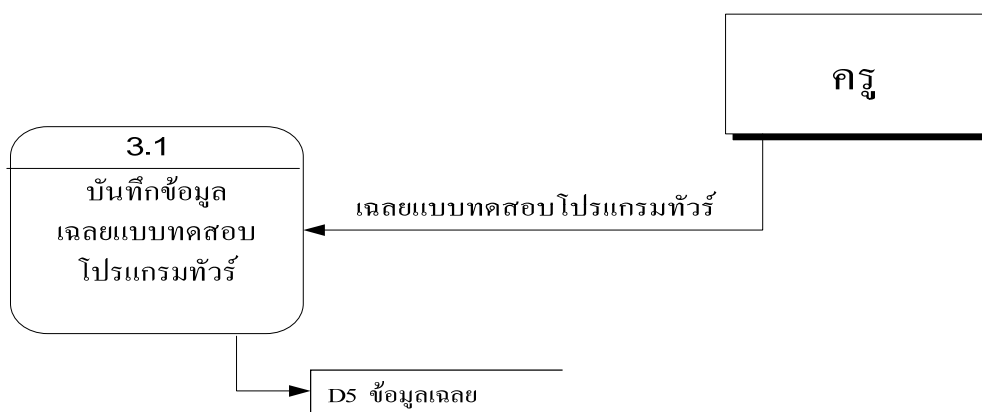 ครู
3.1
บันทึกข้อมูล
เฉลยแบบทดสอบ
โปรแกรมทัวร์
เฉลยแบบทดสอบโปรแกรมทัวร์
D5 ข้อมูลเฉลย